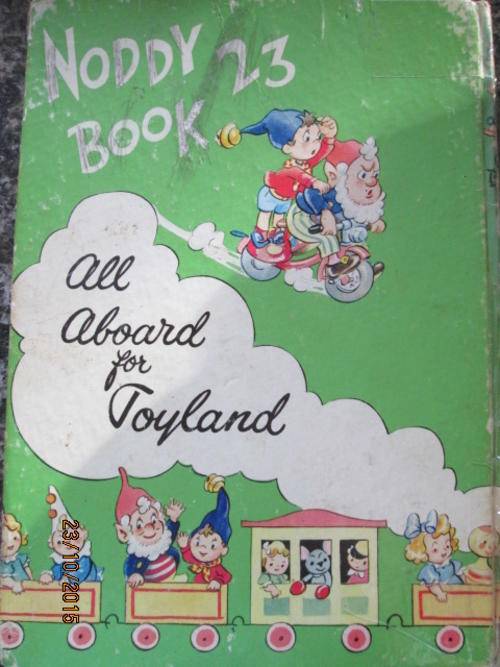 NODDY 23
BOOK
All
Aboard
for
Toyland
23/10/2015